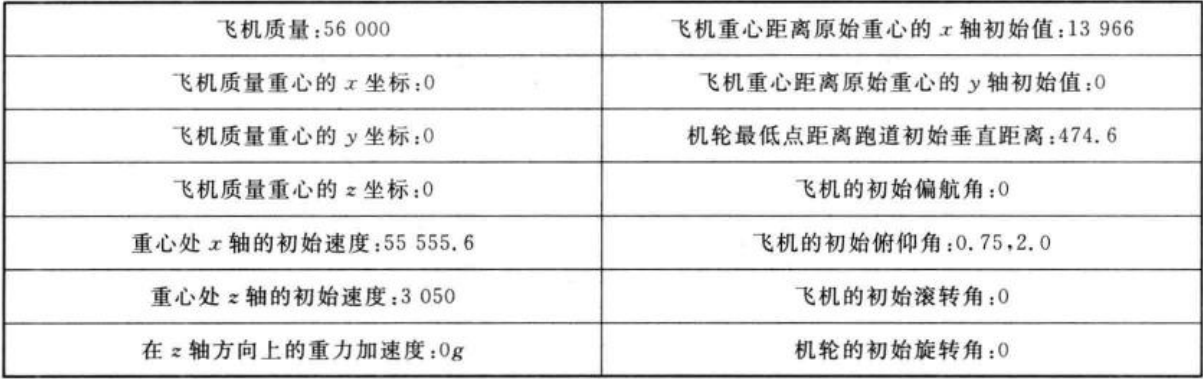 飞机质量:56 000
飞机重心距离原始重心的 x 轴初始值:13 966
飞机质量重心的 x 坐标:0
飞机重心距离原始重心的 y 轴初始值:0
飞机质量重心的 y 坐标:0
机轮最低点距离跑道初始垂直距离:474.6
飞机质量重心的 z 坐标:0
飞机的初始偏航角:0
重心处 x 轴的初始速度:55 555.6
飞机的初始俯仰角:0.75,2.0
重心处 z 轴的初始速度:3 050
飞机的初始滚转角:0
在 z 轴方向上的重力加速度:0g
机轮的初始旋转角:0